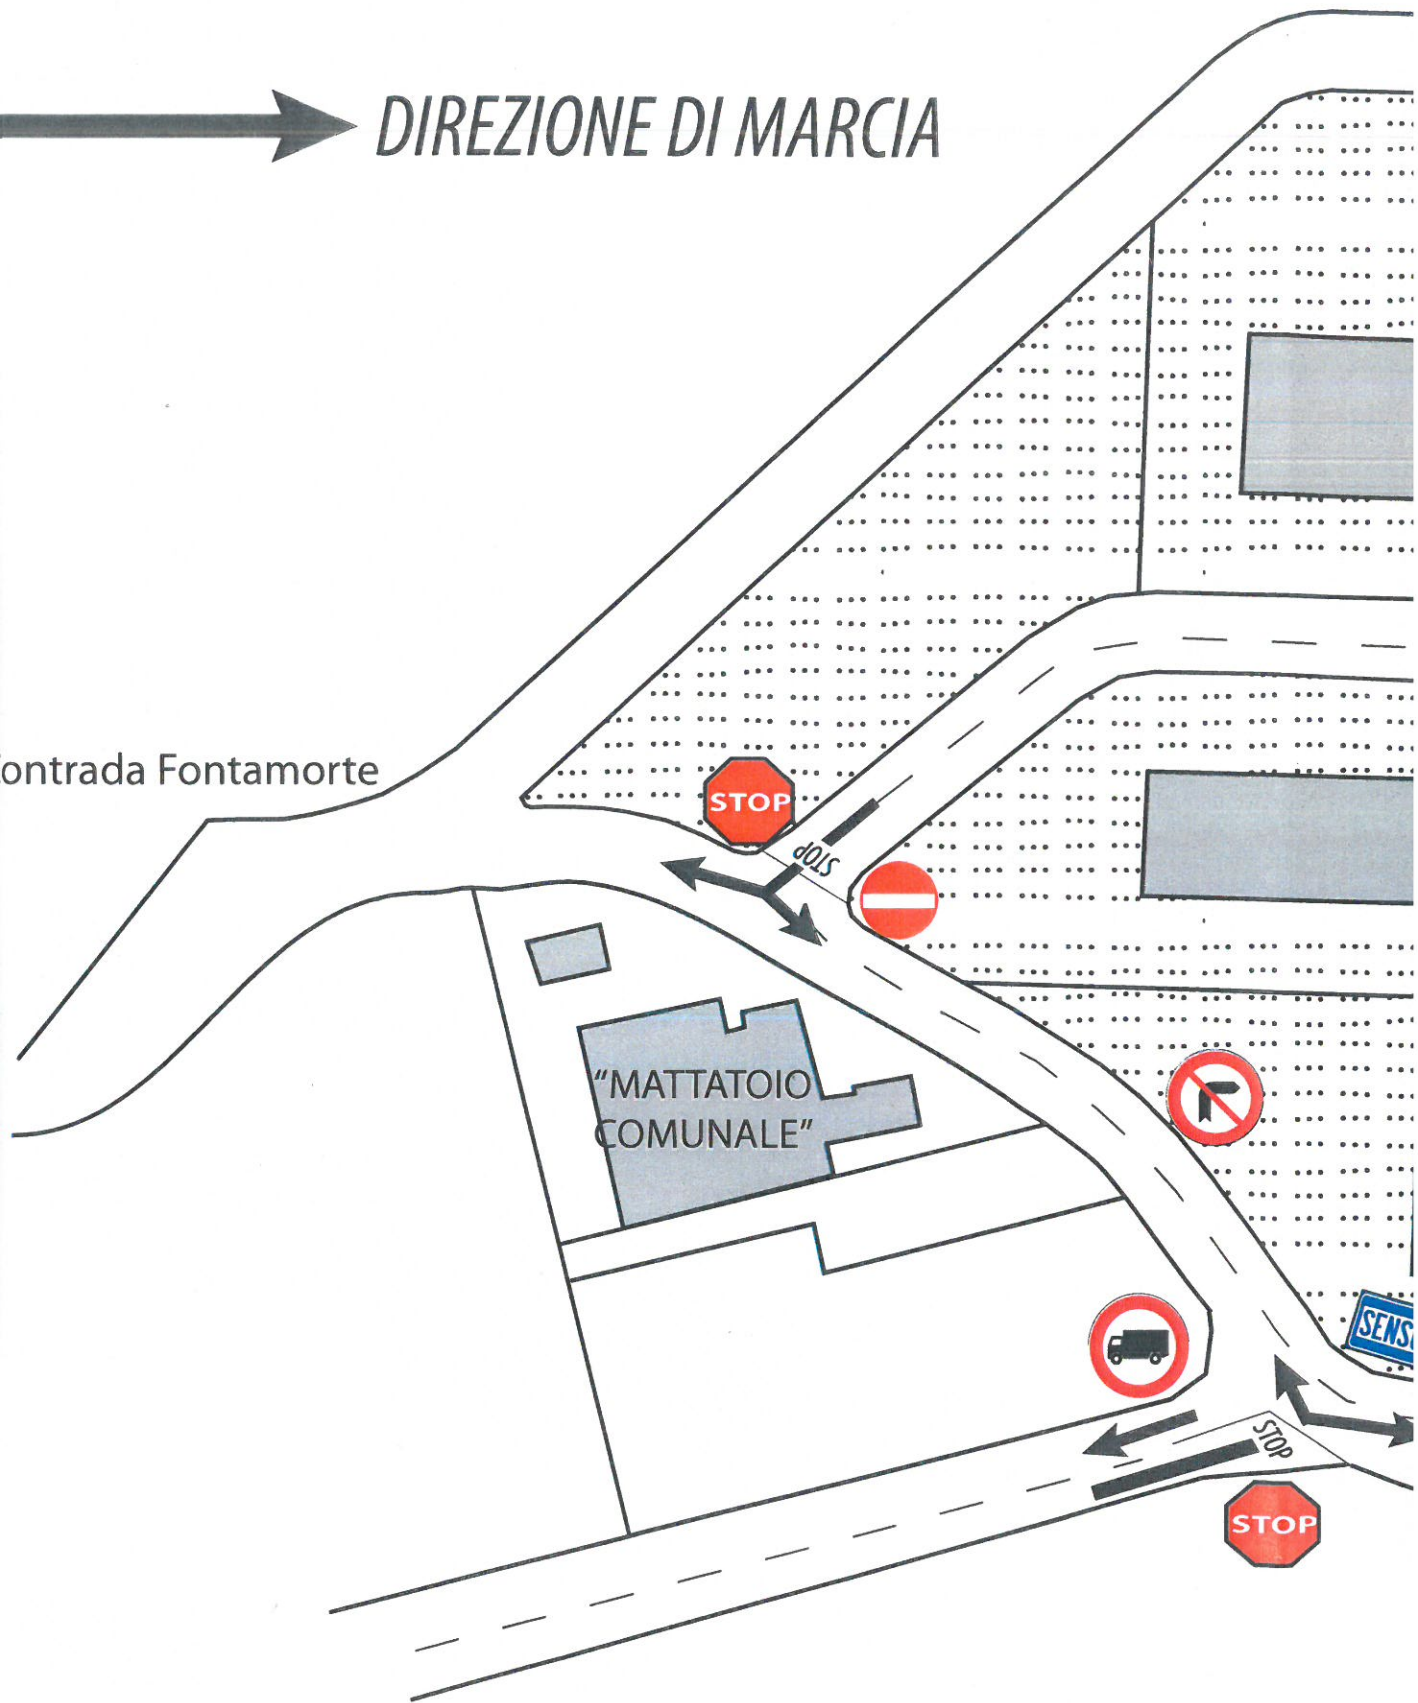 DIREZIONE DI MARCIA
ontrada Fontamorte
STOP
STOP
"MATTATOIO
COMUNALE"
SENS
STOP
STOP